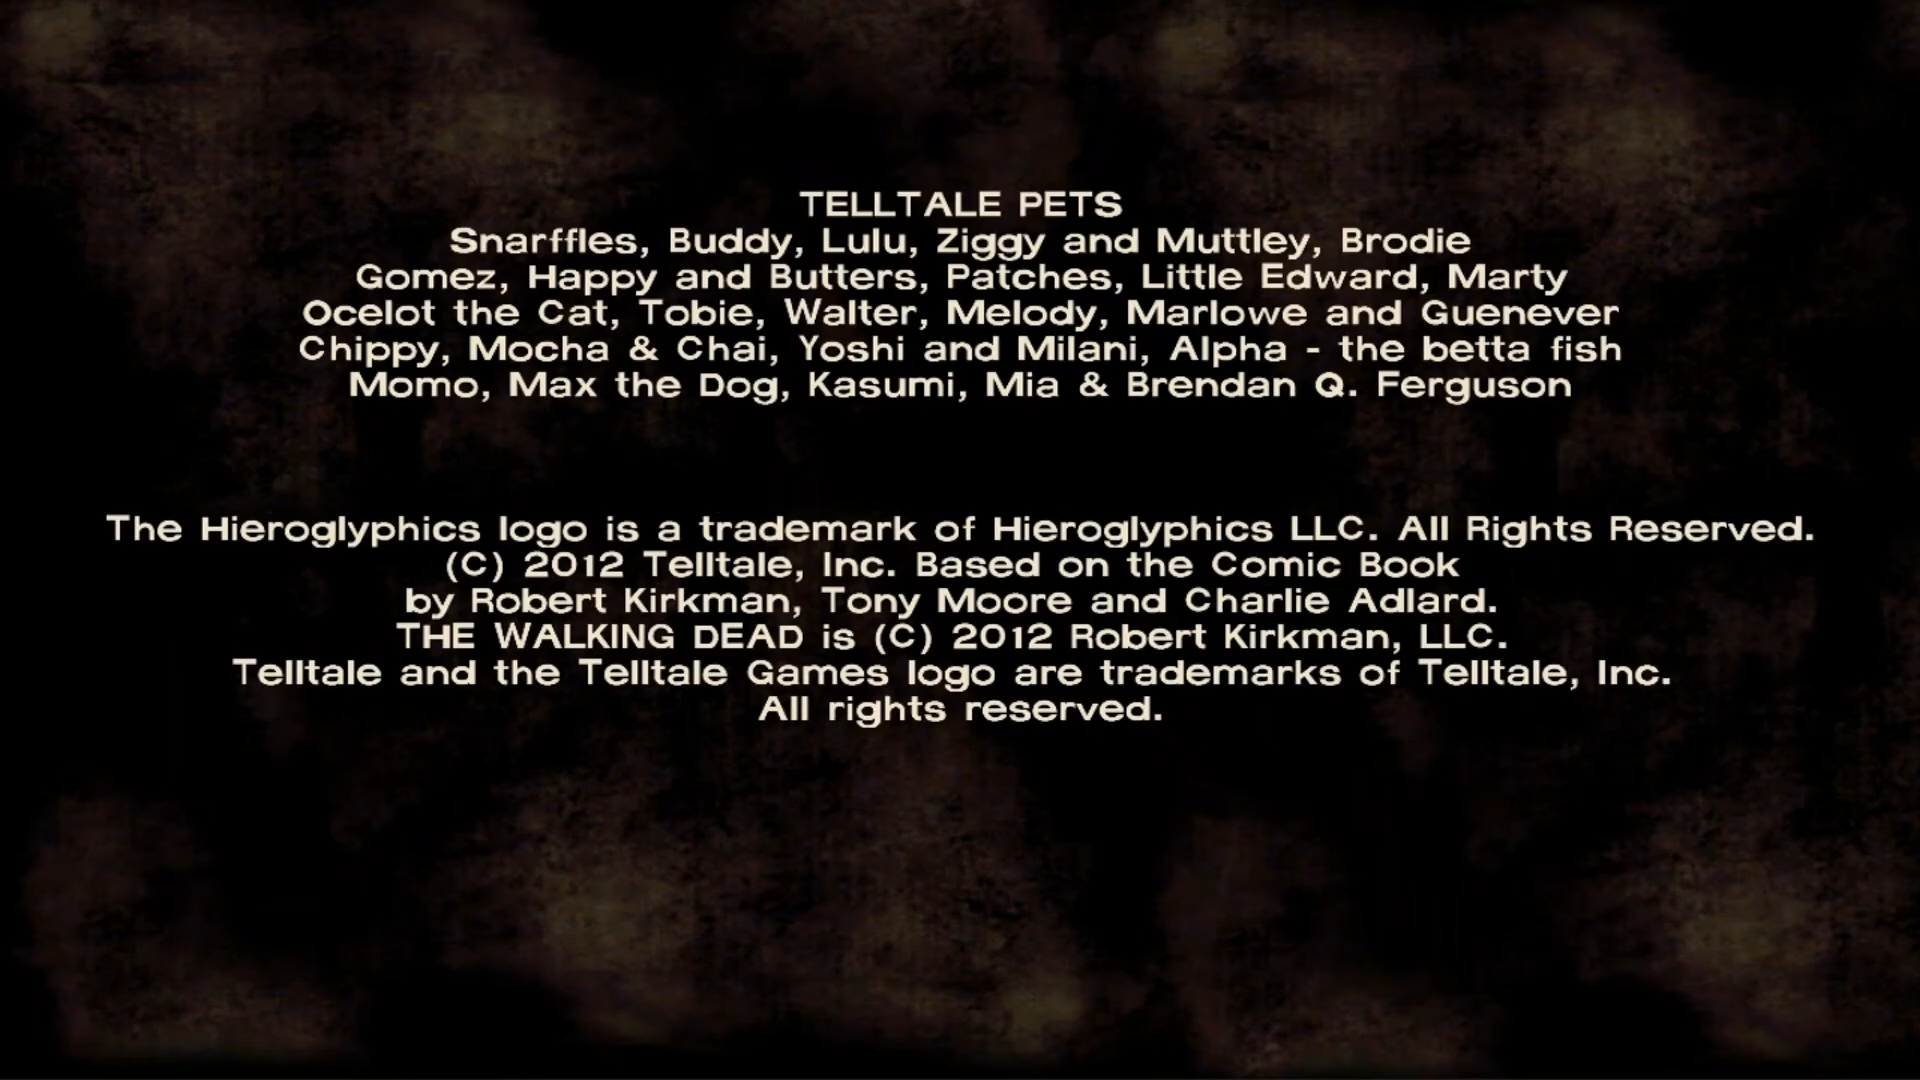 TELLTALE PETS
Snarffles, Buddy, Lulu, Ziggy and Muttley, Brodie
Gomez, Happy and Butters, Patches, Little Edward, Marty
Ocelot the Cat, Tobie, Walter, Melody, Marlowe and Guenever
Chippy, Mocha & Chai, Yoshi and Milani, Alpha - the betta fish
Momo, Max the Dog, Kasumi, Mia & Brendan Q. Ferguson
The Hieroglyphics logo is a trademark of Hieroglyphics LLC. All Rights Reserved.
(C) 2012 Telltale, Inc. Based on the Comic Book
by Robert Kirkman, Tony Moore and Charlie Adlard.
THE WALKING DEAD is (C) 2012 Robert Kirkman, LLC.
Telltale and the Telltale Games logo are trademarks of Telltale, Inc.
All rights reserved.